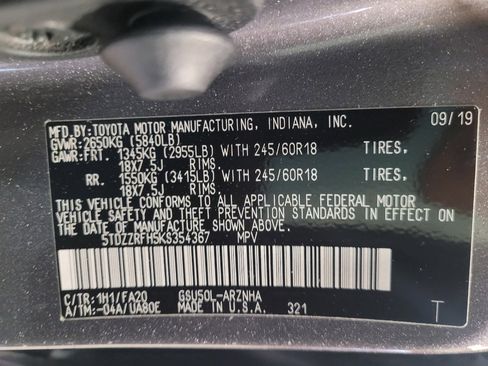 MFD.BY:TOYOTA MOTOR MANUFACTURING, INDIANA, INC. 09/19
GVWR:2650KG (5840LB)
GAWR:FRT. 1345KG (2955LB) WITH 245/60R18 TIRES,
18X7.5J RIMS.
RR. 1550KG (3415LB) WITH 245/60R18 TIRES,
18X7.5J RIMS.
THIS VEHICLE CONFORMS TO ALL APPLICABLE FEDERAL MOTOR
VEHICLE SAFETY AND THEFT PREVENTION STANDARDS IN EFFECT
ON THE DATE OF MANUFACTURE SHOWN ABOVE.
5TDZZRFH5KS354367 MPV
C/TR:1H1/FA20 GSU50L-ARZNHA
A/TM:-04A/UA80E MADE IN U.S.A. 321 T